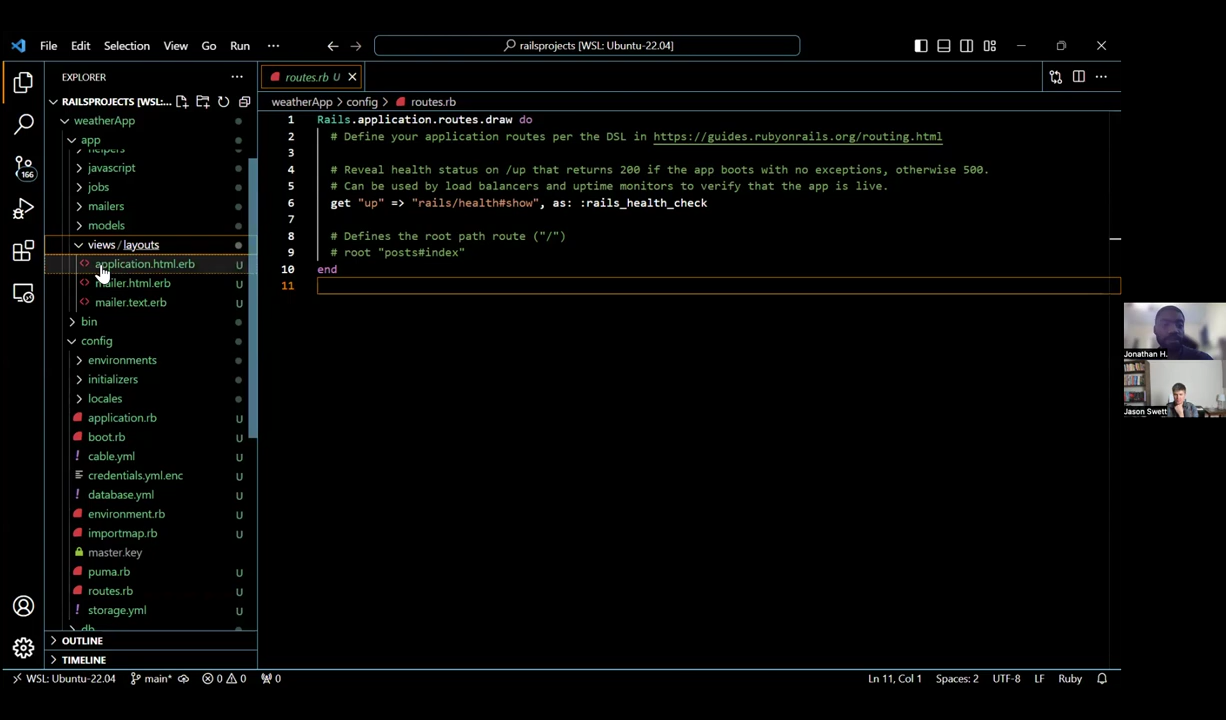 File Edit Selection View Go Run ···
railsprojects [WSL: Ubuntu-22.04]
EXPLORER
routes.rb U
RAILSPROJECTS [WSL:...
weatherApp > config > routes.rb
weatherApp
app
helpers
javascript
jobs
mailers
models
views / layouts
application.html.erb U
mailer.html.erb U
mailer.text.erb U
bin
config
environments
initializers
locales
application.rb U
boot.rb U
cable.yml U
credentials.yml.enc U
database.yml U
environment.rb U
importmap.rb U
master.key
puma.rb U
routes.rb U
storage.yml U
db
OUTLINE
TIMELINE
166
1 Rails.application.routes.draw do
2 # Define your application routes per the DSL in https://guides.rubyonrails.org/routing.html
3
4 # Reveal health status on /up that returns 200 if the app boots with no exceptions, otherwise 500.
5 # Can be used by load balancers and uptime monitors to verify that the app is live.
6 get "up" => "rails/health#show", as: :rails_health_check
7
8 # Defines the root path route ("/")
9 # root "posts#index"
10 end
11
Jonathan H.
Jason Swett
WSL: Ubuntu-22.04 main* 0 0 0 Ln 11, Col 1 Spaces: 2 UTF-8 LF Ruby